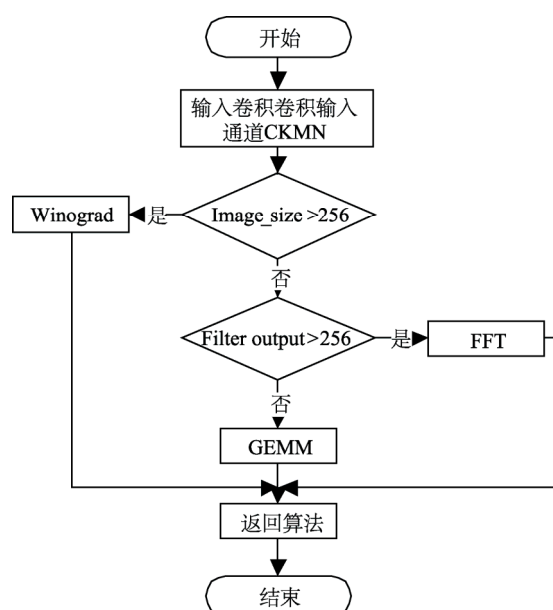 开始
输入卷积卷积输入
通道CKMN
Image_size>256
是
Winograd
否
Filter output>256
是
FFT
否
GEMM
返回算法
结束